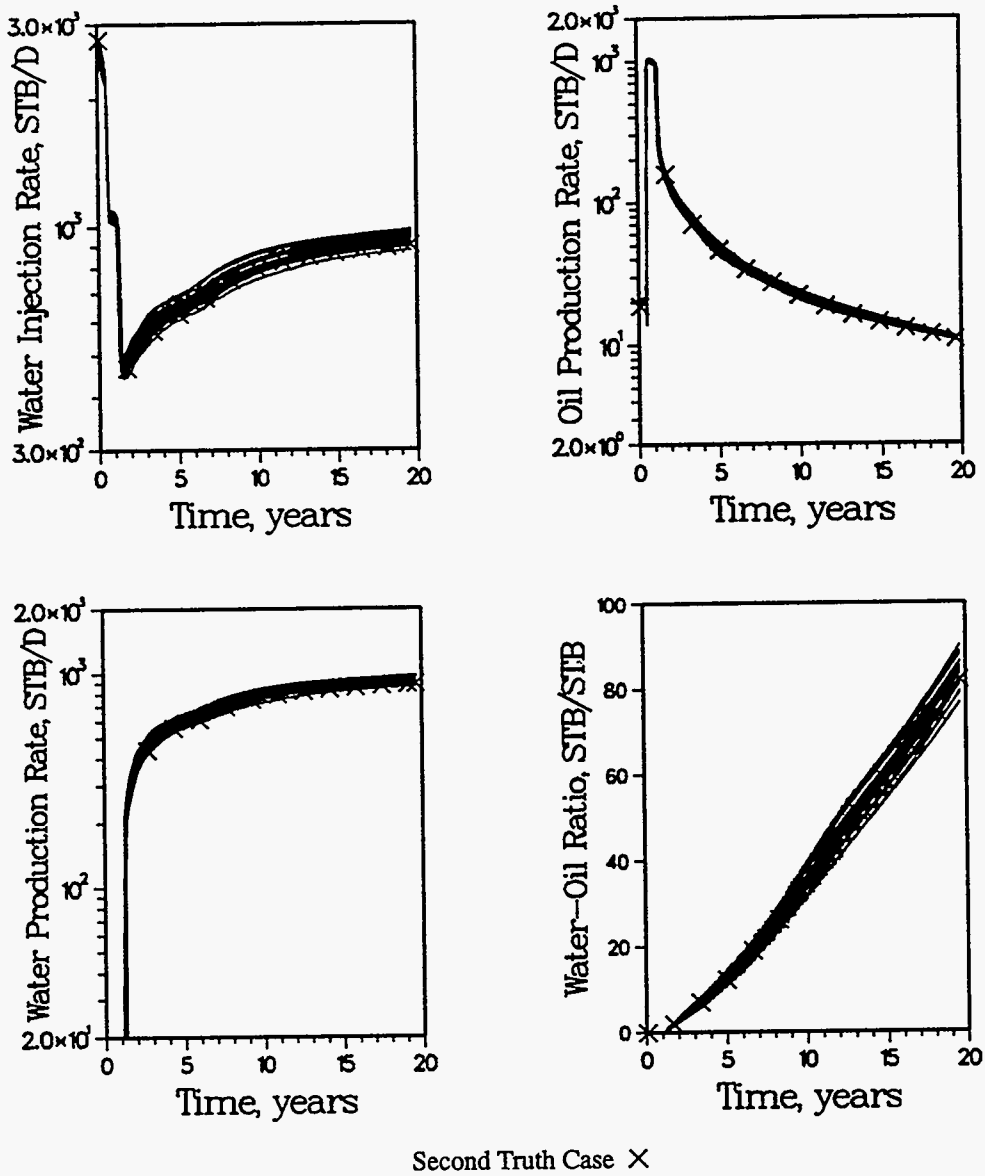 Water Injection Rate, STB/D
3.0×10³
10³
3.0×10²
0 5 10 15 20
Time, years
Oil Production Rate, STB/D
2.0×10³
10³
10²
10¹
2.0×10⁰
0 5 10 15 20
Time, years
Water Production Rate, STB/D
2.0×10³
10³
10²
2.0×10¹
0 5 10 15 20
Time, years
Water-Oil Ratio, STB/STB
100
80
60
40
20
0
0 5 10 15 20
Time, years
Second Truth Case ×